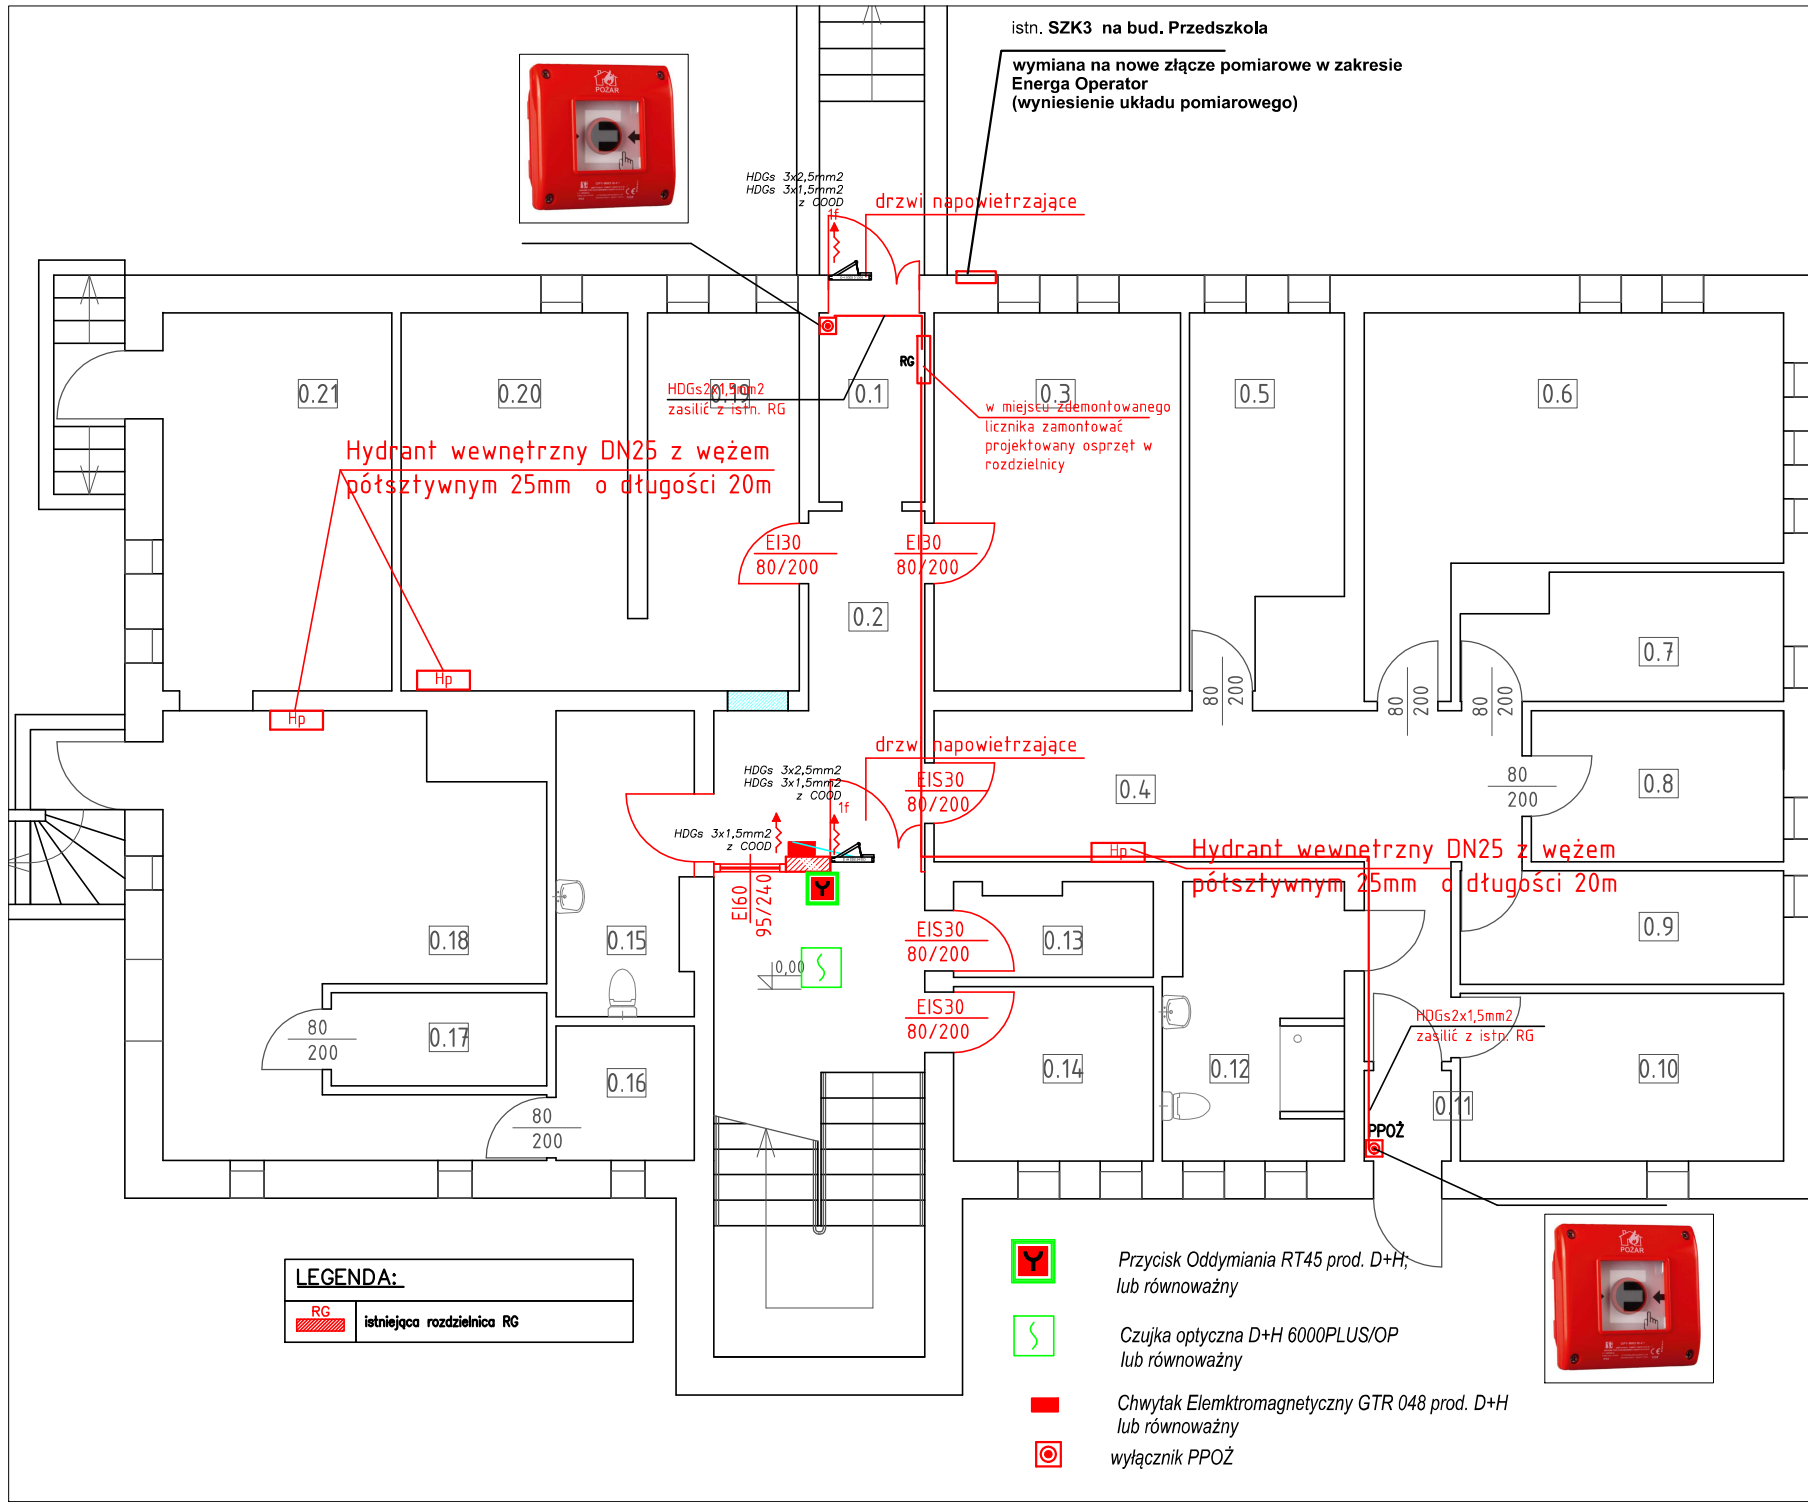 istn. SZK3 na bud. Przedszkola
wymiana na nowe złącze pomiarowe w zakresie
Energa Operator
(wyniesienie układu pomiarowego)
POŻAR
HDGs 3x2,5mm2
HDGs 3x1,5mm2
z COOD
1f
drzwi napowietrzające
RG
HDGs2x1,5mm2
zasilić z istn. RG
0.21
0.20
0.19
0.1
0.3
0.5
0.6
w miejscu zdemontowanego
licznika zamontować
projektowany osprzęt w
rozdzielnicy
Hydrant wewnętrzny DN25 z wężem
półsztywnym 25mm o długości 20m
EI30
80/200
EI30
80/200
0.2
0.7
Hp
Hp
80
200
80
200
80
200
drzwi napowietrzające
HDGs 3x2,5mm2
HDGs 3x1,5mm2
z COOD
1f
EIS30
80/200
0.4
80
200
0.8
HDGs 3x1,5mm2
z COOD
Hp
Hydrant wewnętrzny DN25 z wężem
półsztywnym 25mm o długości 20m
EI60
95/240
0.18
0.15
EIS30
80/200
0.13
0.9
0,00
80
200
0.17
EIS30
80/200
HDGs2x1,5mm2
zasilić z istn. RG
0.16
0.14
0.12
0.11
0.10
80
200
PPOŻ
LEGENDA:
RG
istniejąca rozdzielnica RG
Przycisk Oddymiania RT45 prod. D+H;
lub równoważny
Czujka optyczna D+H 6000PLUS/OP
lub równoważny
Chwytak Elemktromagnetyczny GTR 048 prod. D+H
lub równoważny
wyłącznik PPOŻ
POŻAR